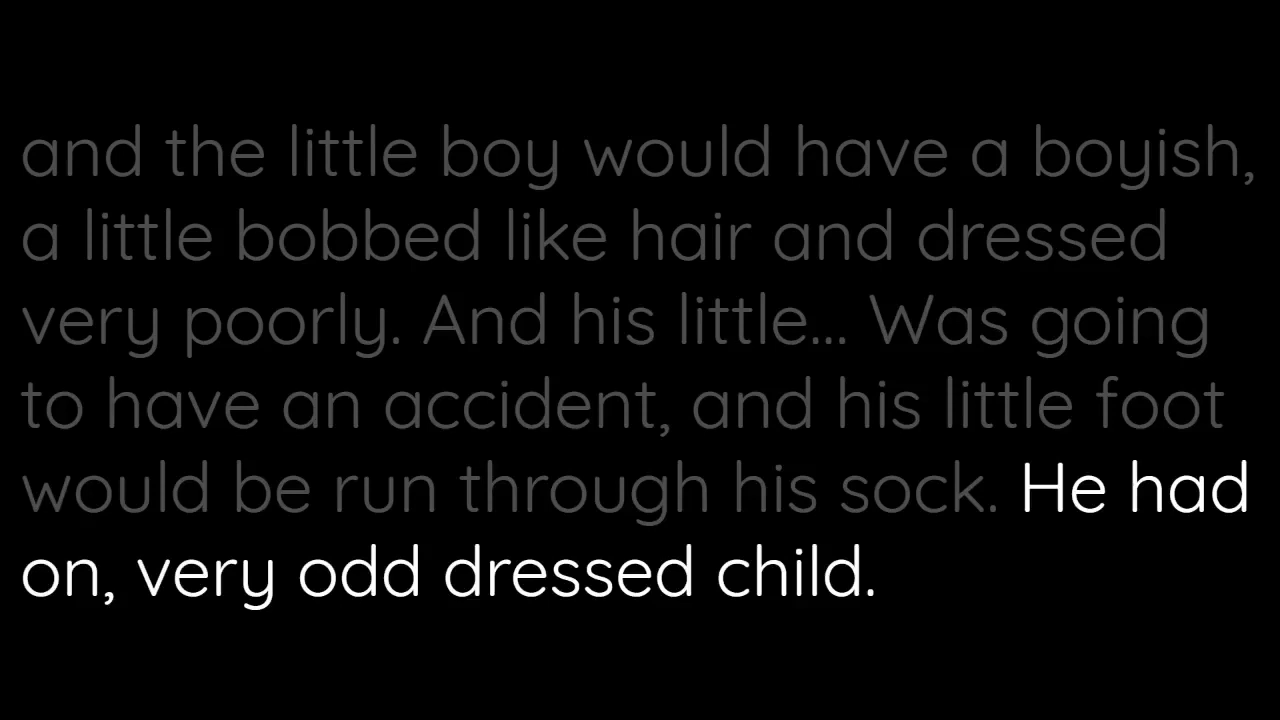 and the little boy would have a boyish,
a little bobbed like hair and dressed
very poorly. And his little... Was going
to have an accident, and his little foot
would be run through his sock. He had
on, very odd dressed child.